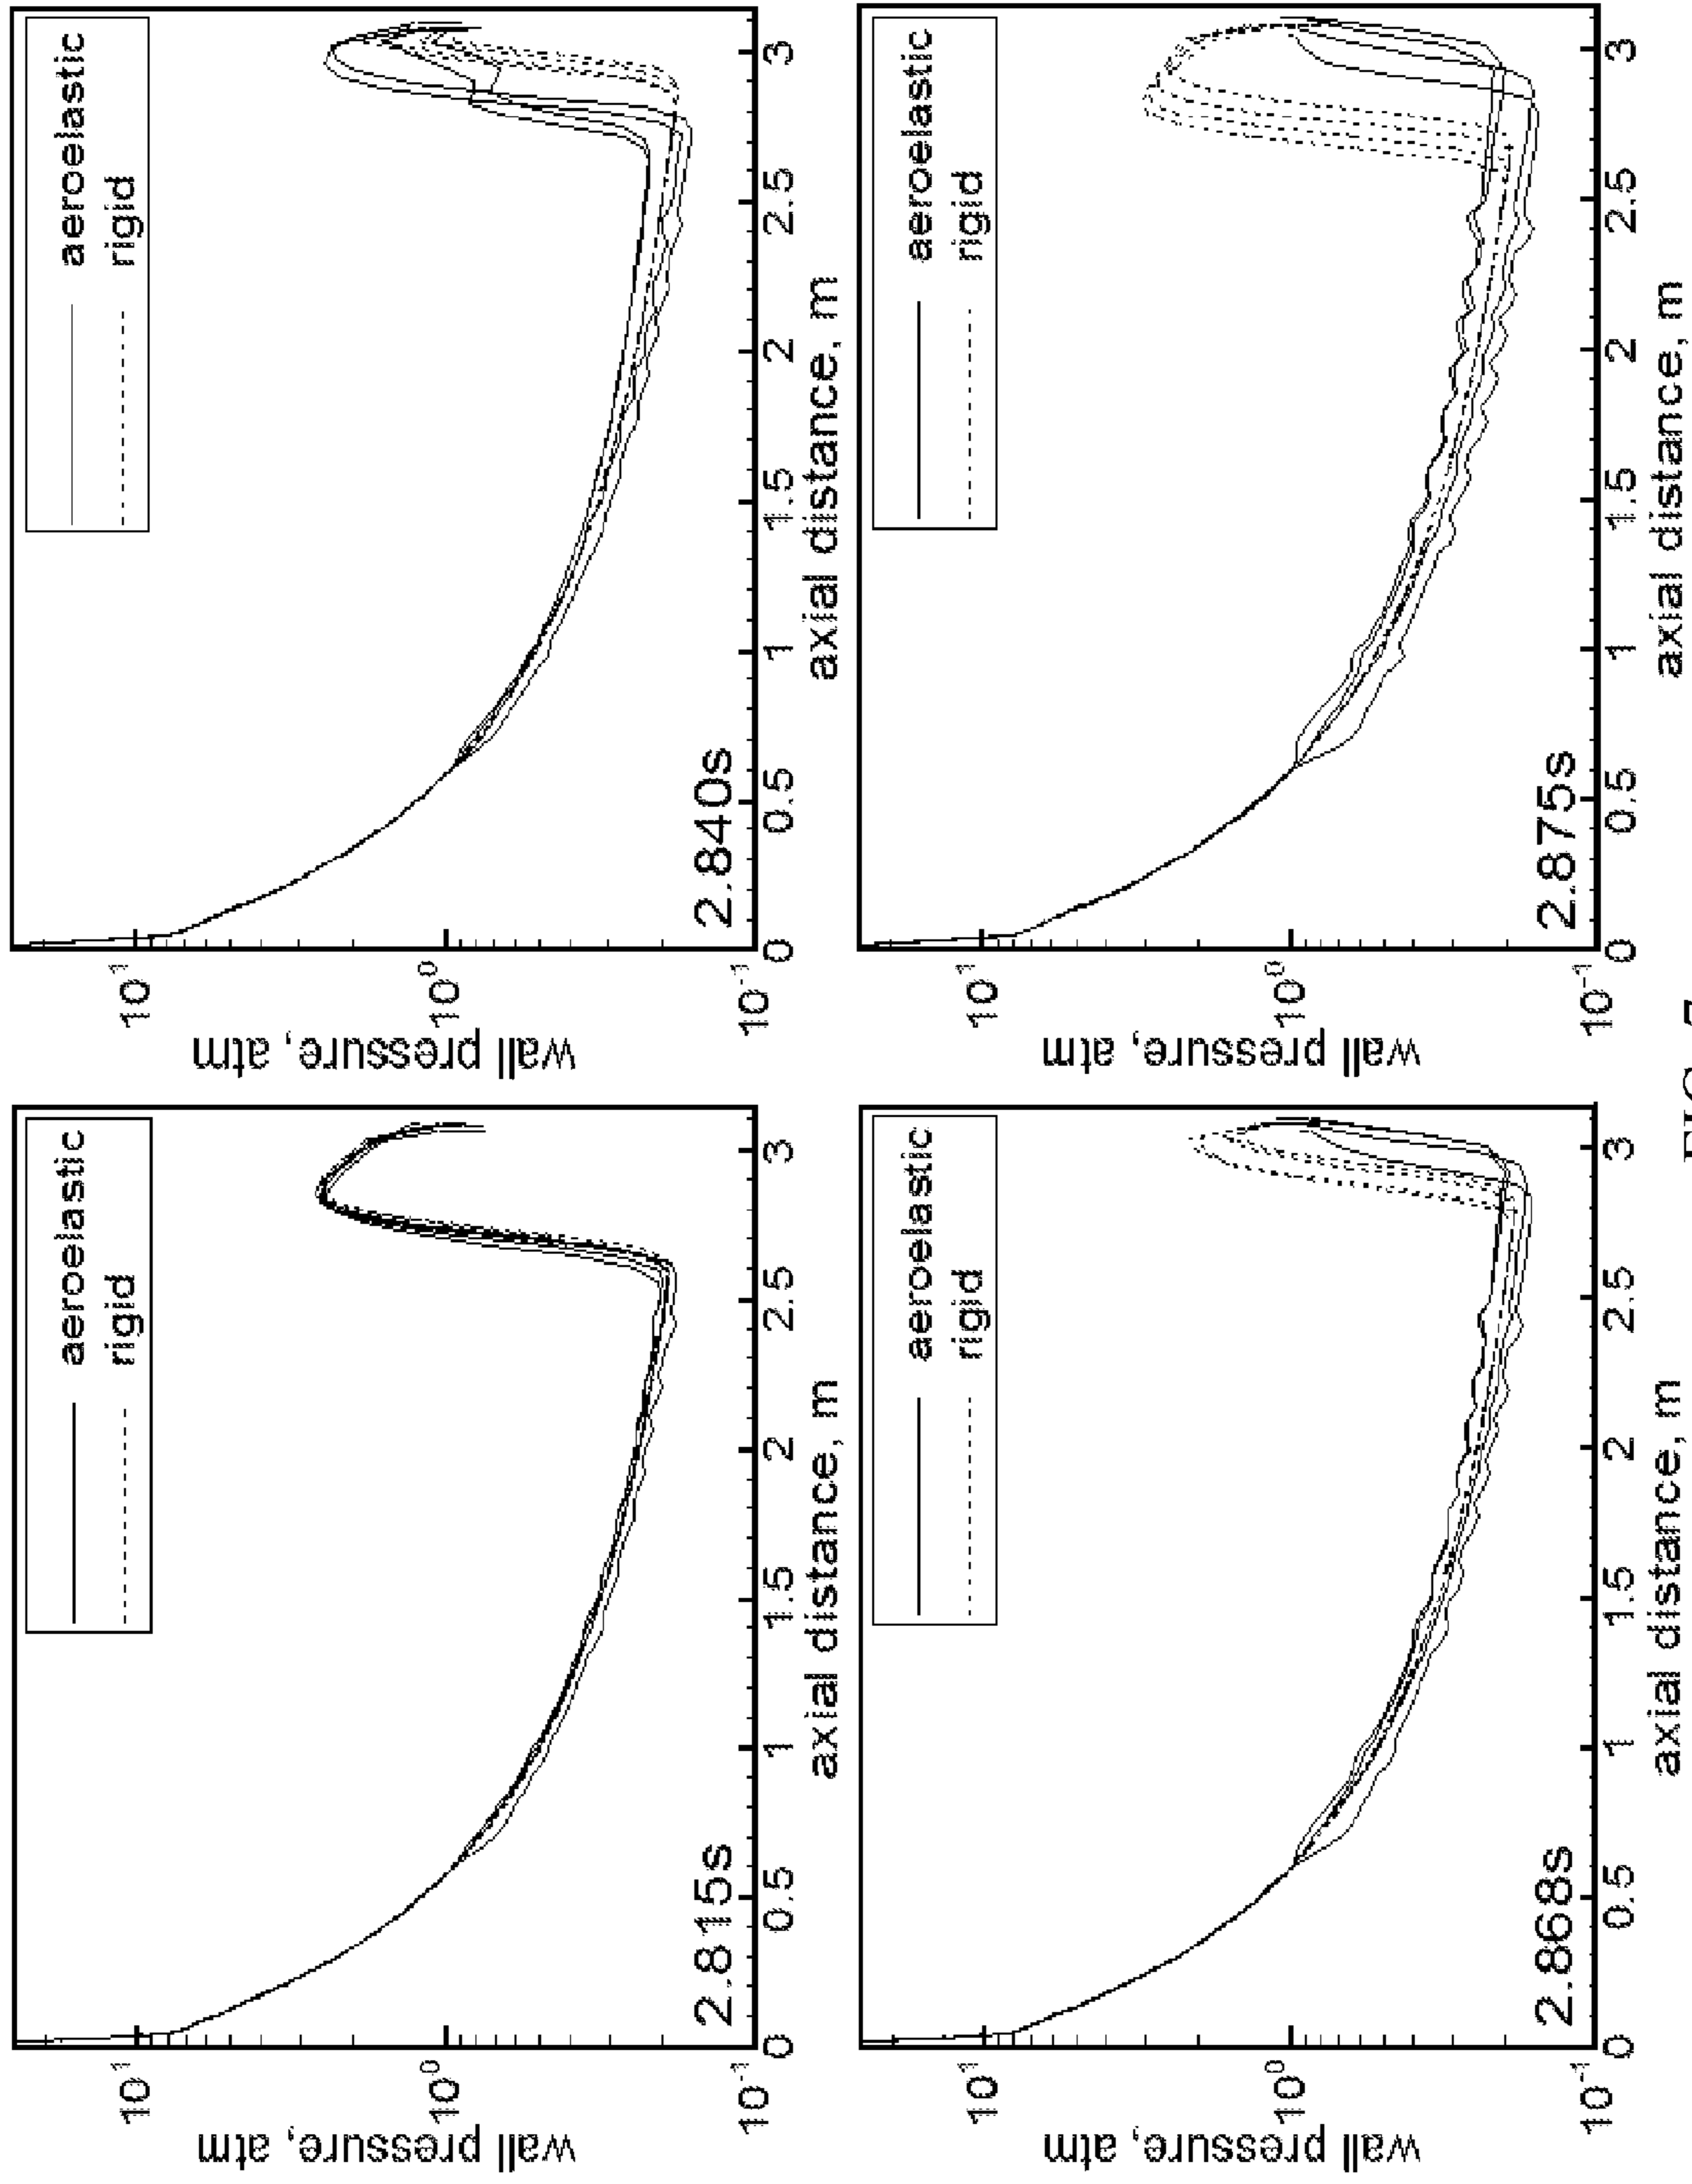 wall pressure, atm
10¹
10⁰
10⁻¹
aeroelastic
rigid
2.815s
0 0.5 1 1.5 2 2.5 3
axial distance, m
wall pressure, atm
10¹
10⁰
10⁻¹
aeroelastic
rigid
2.840s
0 0.5 1 1.5 2 2.5 3
axial distance, m
wall pressure, atm
10¹
10⁰
10⁻¹
aeroelastic
rigid
2.868s
0 0.5 1 1.5 2 2.5 3
axial distance, m
wall pressure, atm
10¹
10⁰
10⁻¹
aeroelastic
rigid
2.875s
0 0.5 1 1.5 2 2.5 3
axial distance, m
FIG.